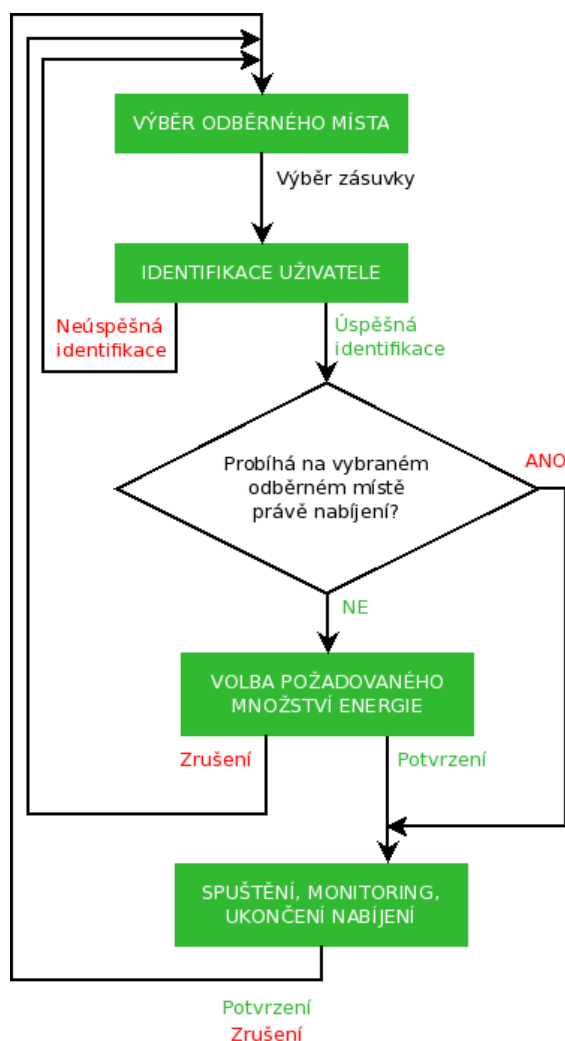 VÝBĚR ODBĚRNÉHO MÍSTA
Výběr zásuvky
IDENTIFIKACE UŽIVATELE
Neúspěšná
identifikace
Úspěšná
identifikace
Probíhá na vybraném
odběrném místě
právě nabíjení?
ANO
NE
VOLBA POŽADOVANÉHO
MNOŽSTVÍ ENERGIE
Zrušení
Potvrzení
SPUŠTĚNÍ, MONITORING,
UKONČENÍ NABÍJENÍ
Potvrzení
Zrušení